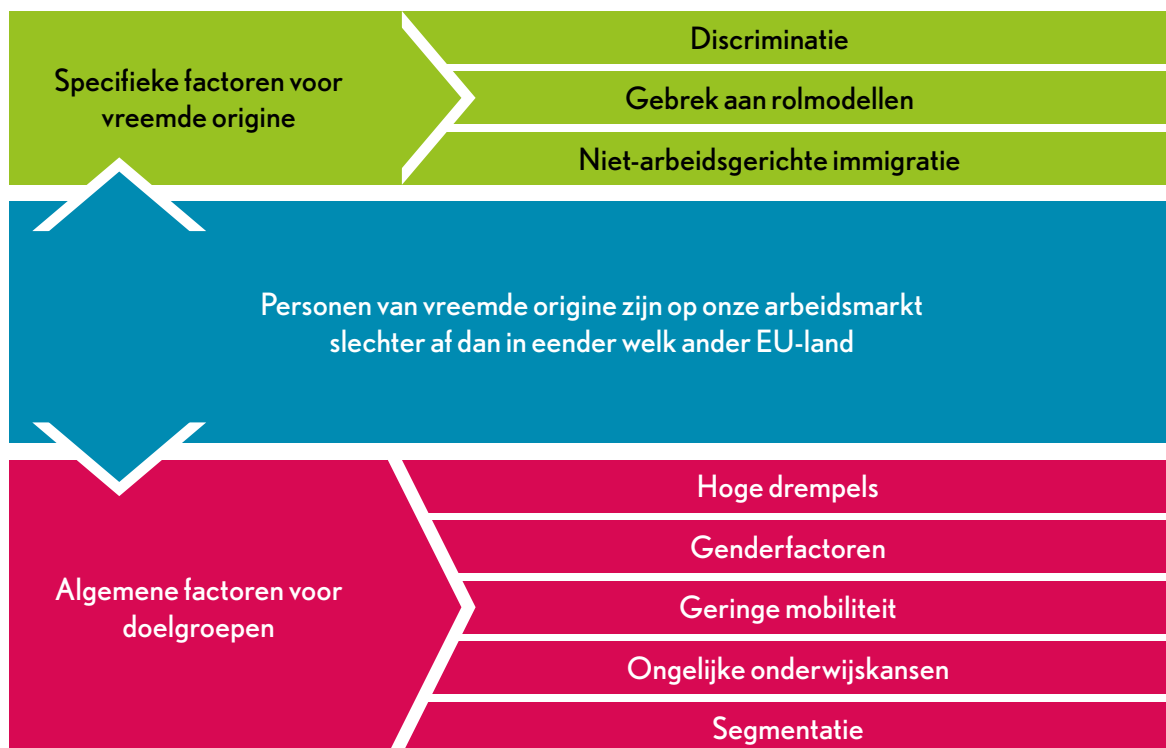 Specifieke factoren voor
vreemde origine
Discriminatie
Gebrek aan rolmodellen
Niet-arbeidsgerichte immigratie
Personen van vreemde origine zijn op onze arbeidsmarkt
slechter af dan in eender welk ander EU-land
Algemene factoren voor
doelgroepen
Hoge drempels
Genderfactoren
Geringe mobiliteit
Ongelijke onderwijskansen
Segmentatie